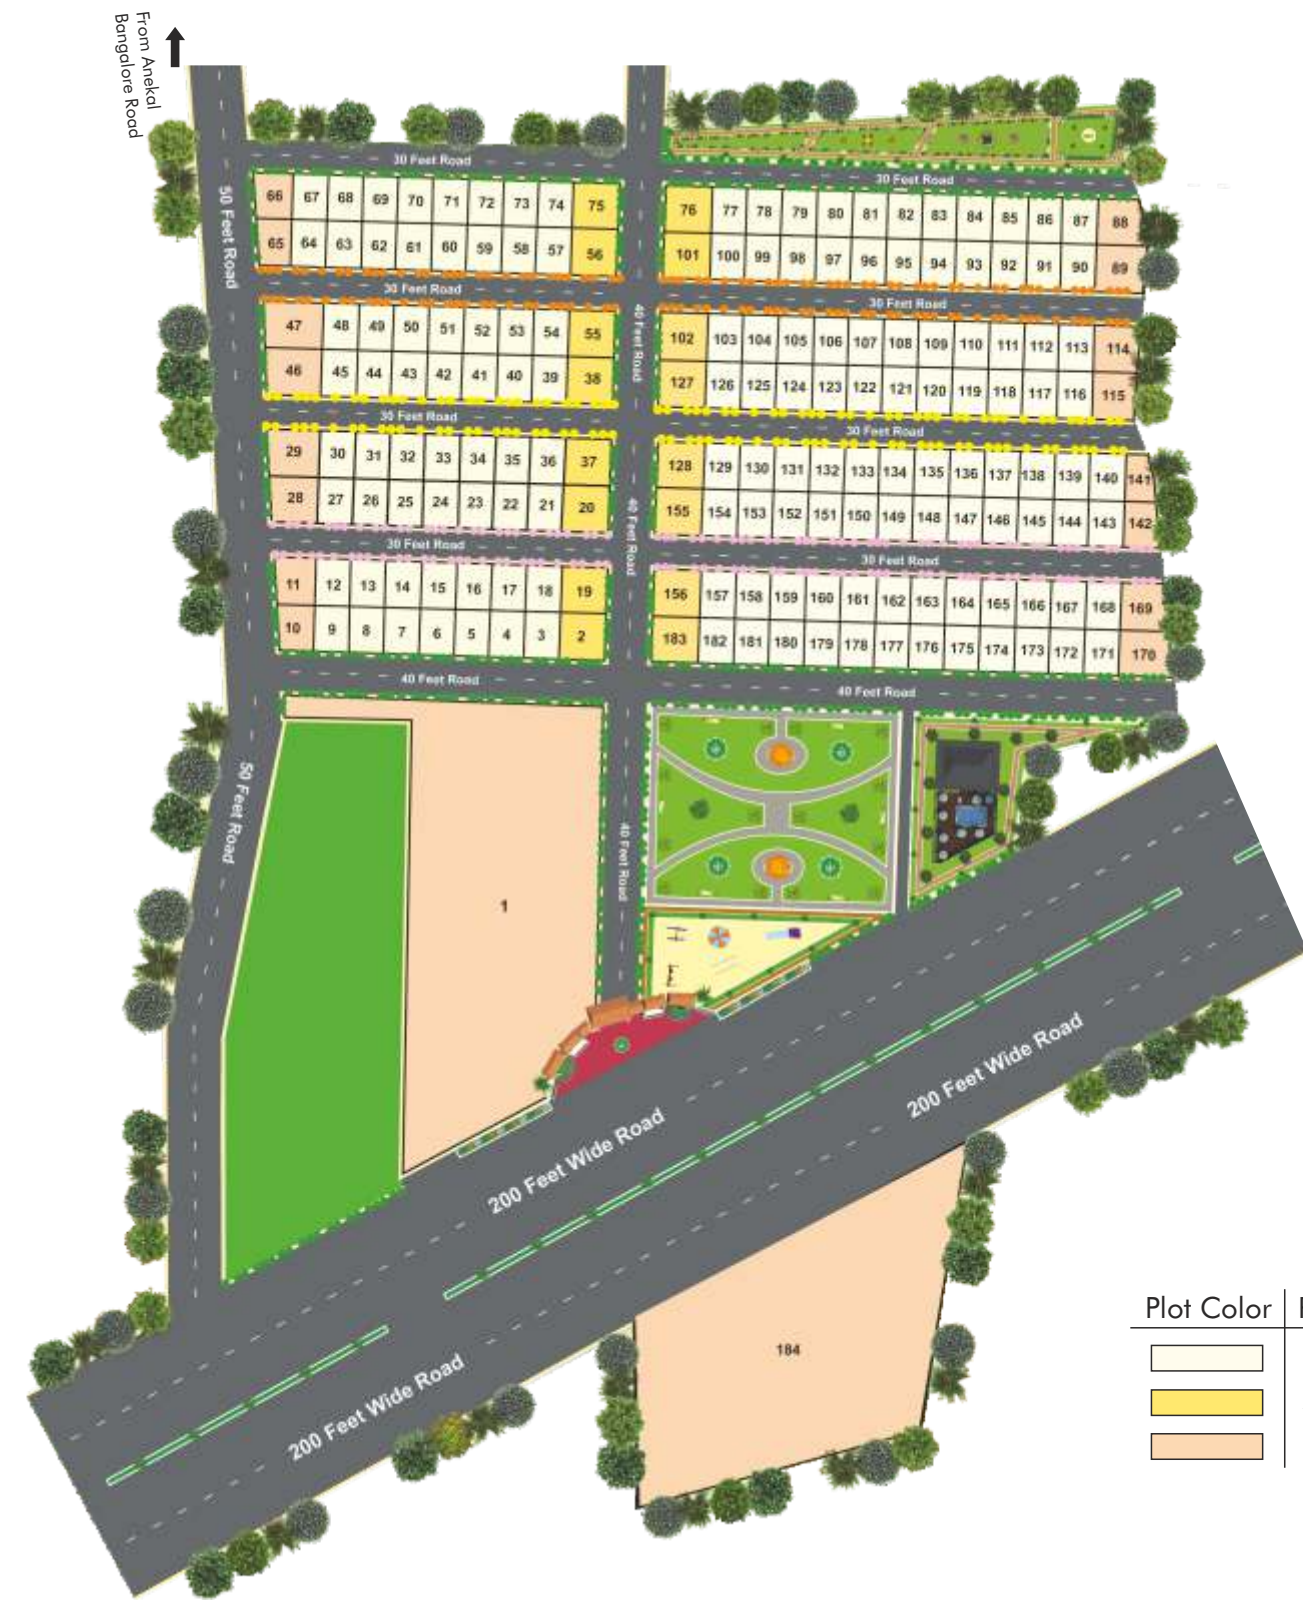 From Anekal
Bangalore Road
30 Feet Road
30 Feet Road
50 Feet Road
66 67 68 69 70 71 72 73 74 75
76 77 78 79 80 81 82 83 84 85 86 87 88
65 64 63 62 61 60 59 58 57 56
101 100 99 98 97 96 95 94 93 92 91 90 89
30 Feet Road
30 Feet Road
40 Feet Road
47 48 49 50 51 52 53 54 55
102 103 104 105 106 107 108 109 110 111 112 113 114
46 45 44 43 42 41 40 39 38
127 126 125 124 123 122 121 120 119 118 117 116 115
30 Feet Road
30 Feet Road
29 30 31 32 33 34 35 36 37
128 129 130 131 132 133 134 135 136 137 138 139 140 141
28 27 26 25 24 23 22 21 20
155 154 153 152 151 150 149 148 147 146 145 144 143 142
40 Feet Road
30 Feet Road
30 Feet Road
11 12 13 14 15 16 17 18 19
156 157 158 159 160 161 162 163 164 165 166 167 168 169
10 9 8 7 6 5 4 3 2
183 182 181 180 179 178 177 176 175 174 173 172 171 170
40 Feet Road
40 Feet Road
50 Feet Road
40 Feet Road
1
200 Feet Wide Road
200 Feet Wide Road
200 Feet Wide Road
184
Plot Color